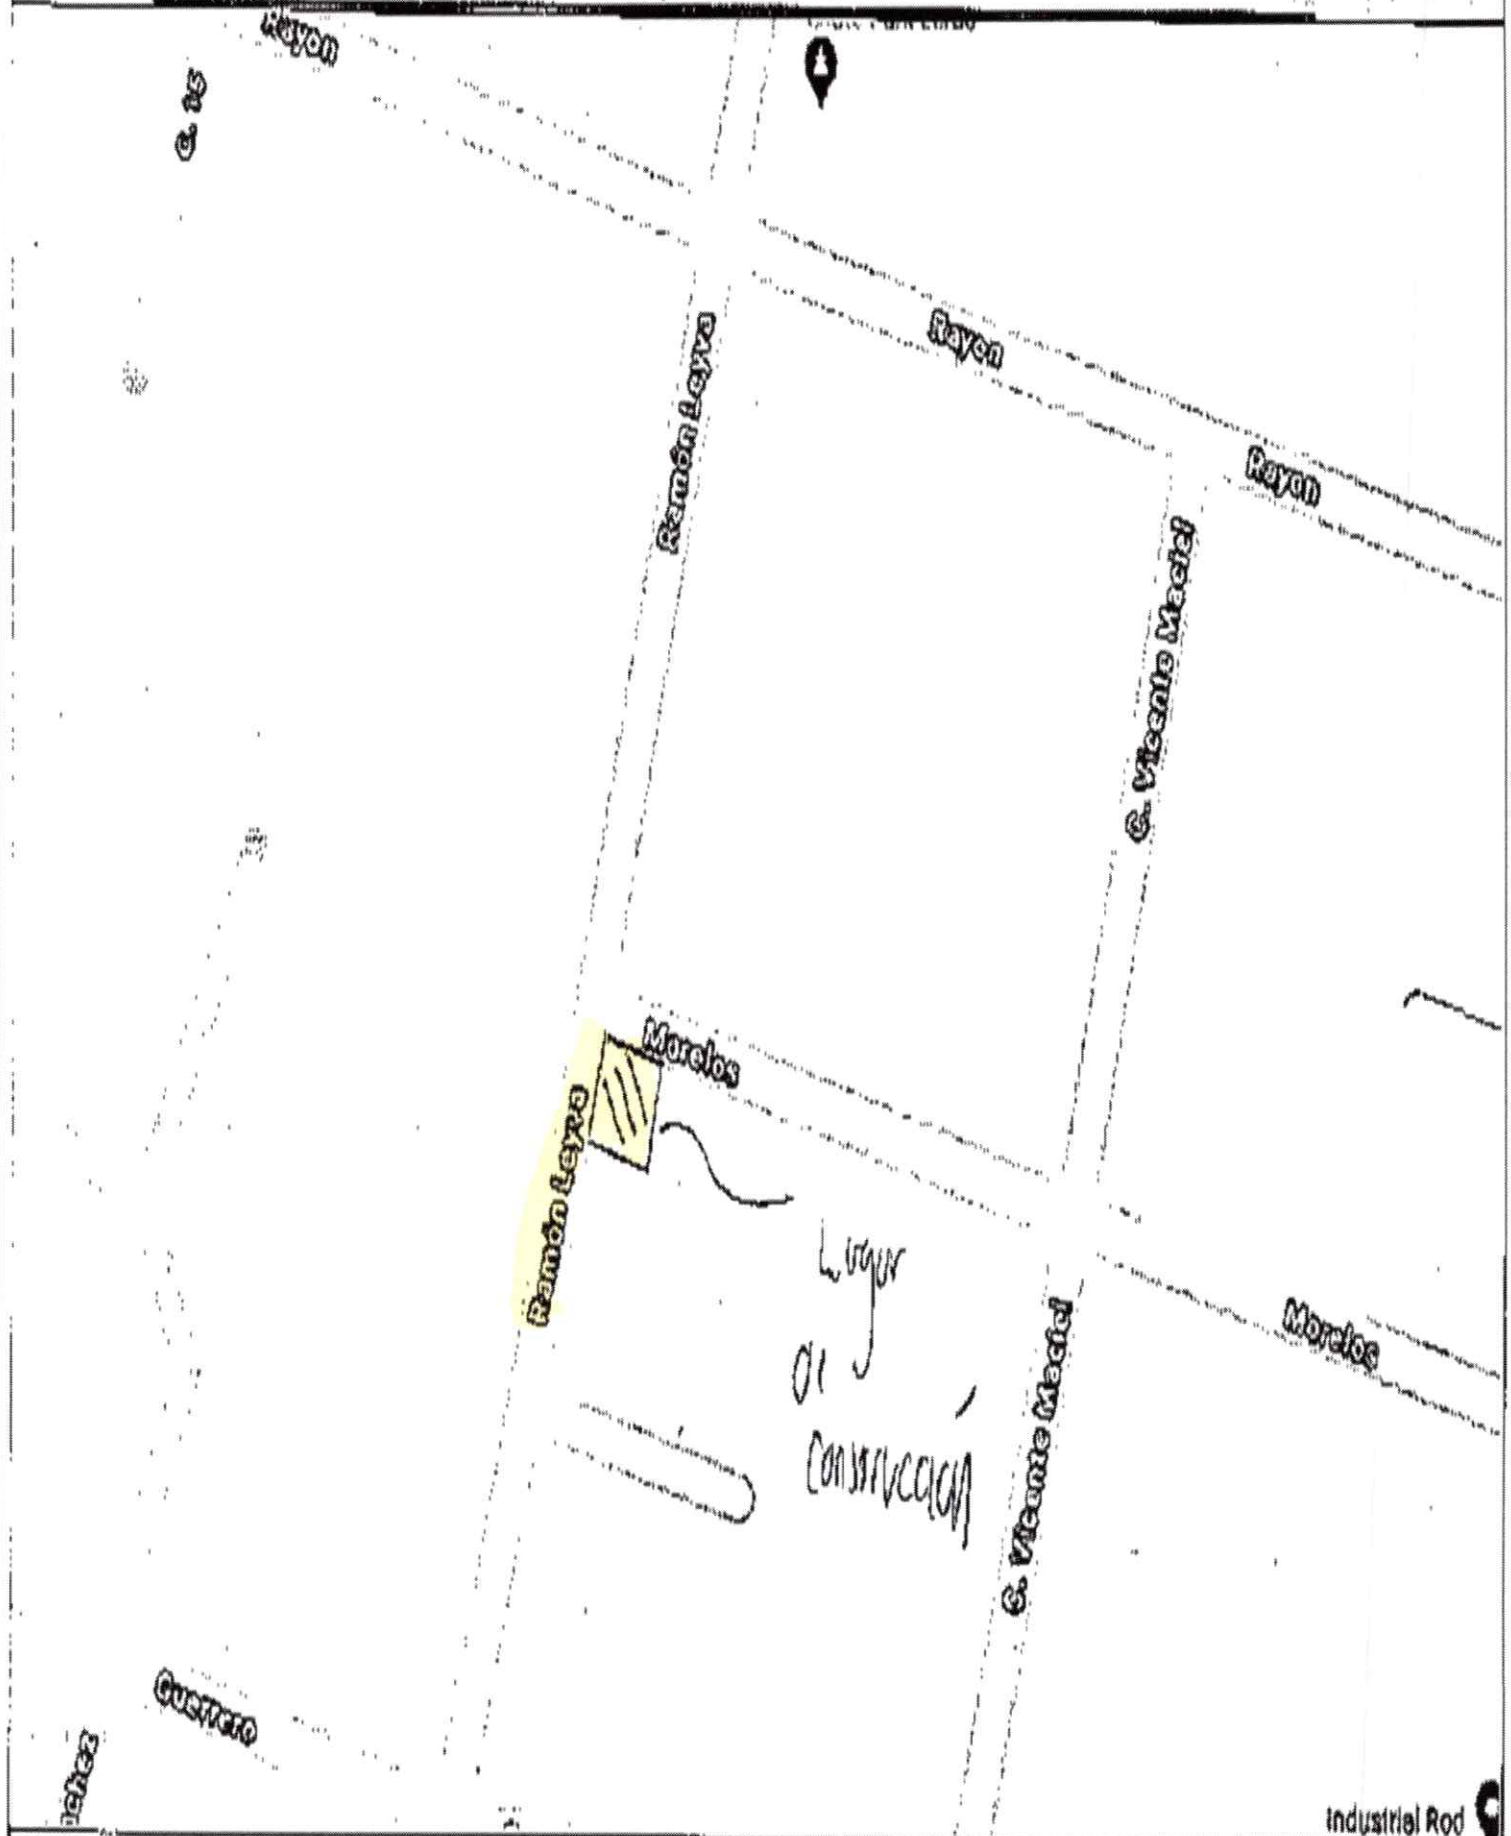 Rayon
C. 15
Ramón Leyva
Rayon
Rayon
C. Vicente Maciel
Morelos
Ramón Leyva
Lugar
de
Construcción
Morelos
C. Vicente Maciel
Guerrero
ichez
Industrial Rod